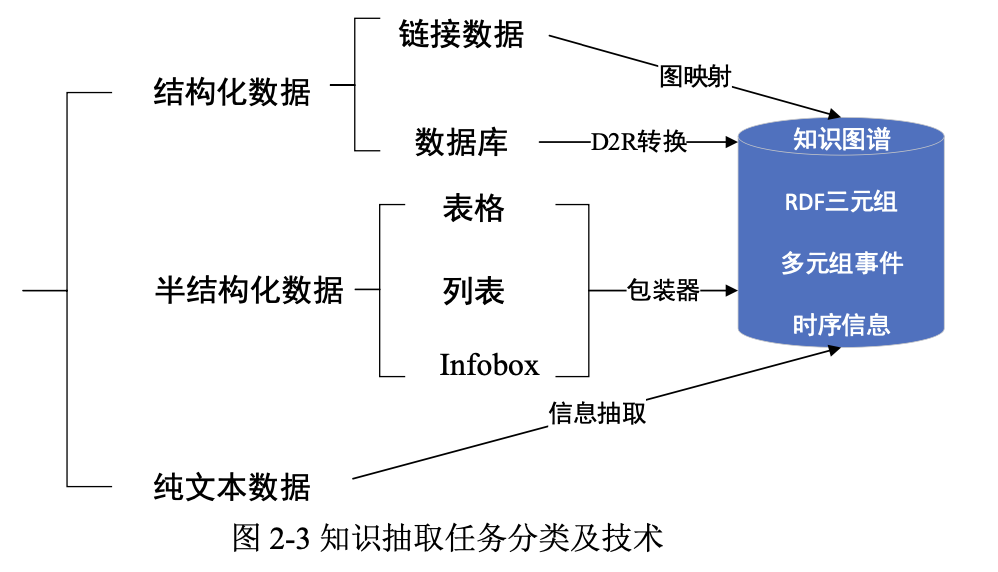 链接数据
图映射
结构化数据
数据库
D2R转换
知识图谱
表格
RDF三元组
多元组事件
半结构化数据
列表
包装器
时序信息
Infobox
信息抽取
纯文本数据
图 2-3 知识抽取任务分类及技术